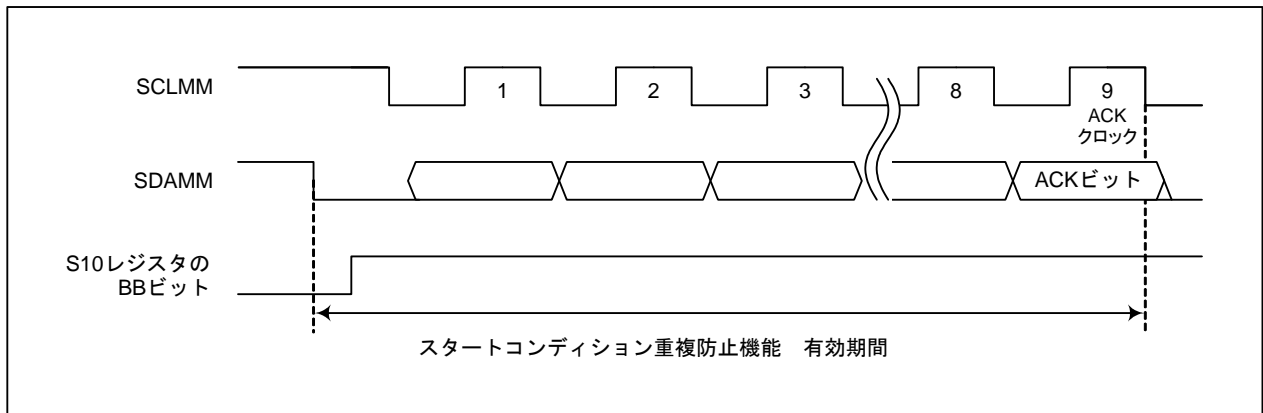 SCLMM
1
2
3
8
9
ACK
クロック
SDAMM
ACKビット
S10レジスタの
BBビット
スタートコンディション重複防止機能　有効期間